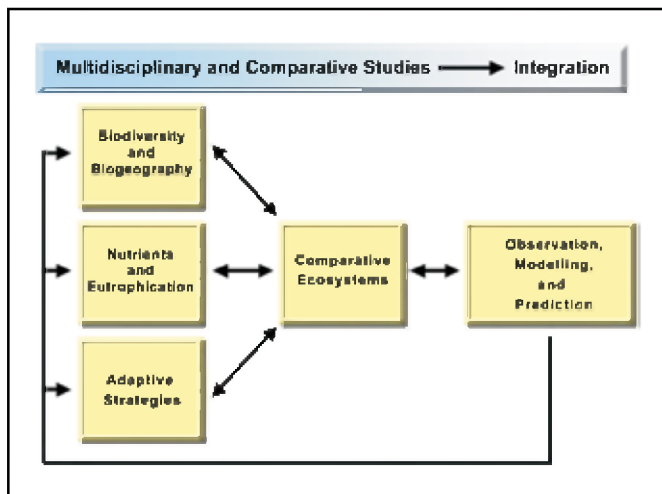 Multidisciplinary and Comparative Studies Integration
Biodiversity
and
Biogeography
Nutrients
and
Eutrophication
Adaptive
Strategies
Comparative
Ecosystems
Observation,
Modelling,
and
Prediction